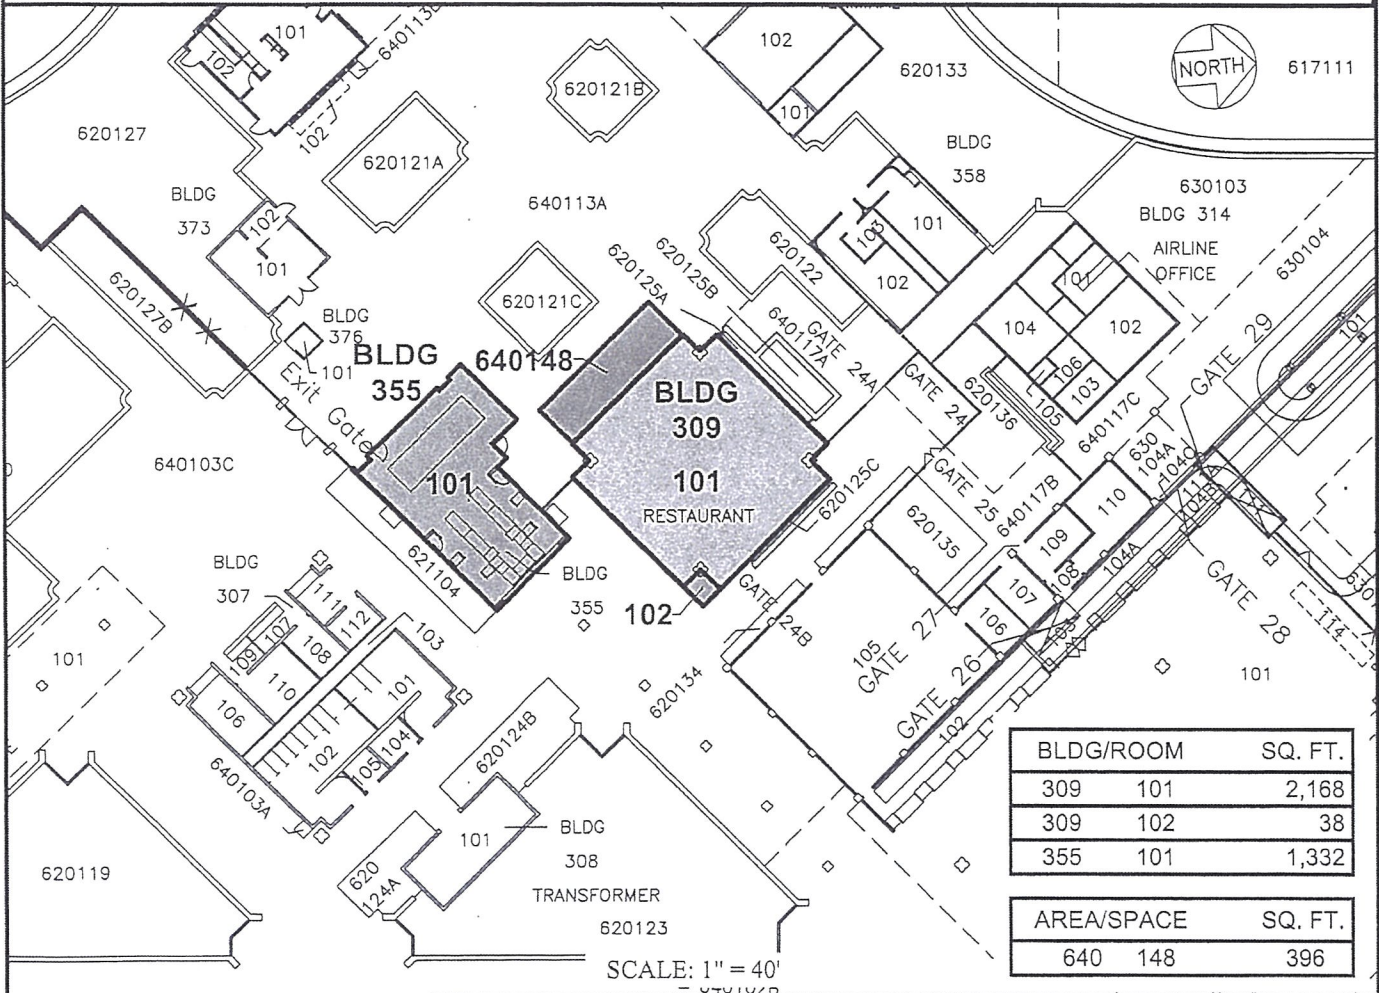 101
640113B
102
102
102
101
620133
NORTH
617111
620127
620121B
620121A
BLDG
358
BLDG
373
102
101
640113A
630103
BLDG 314
AIRLINE
OFFICE
630104
101
103
102
620122
620125B
620125A
620121C
620127B
BLDG
376
101
Exit Gate
BLDG
355
101
640148
BLDG
309
101
RESTAURANT
102
640117A
GATE 24A
GATE 24
104
102
106
103
105
620136
640117C
GATE 29
101
640103C
621104
620125C
GATE 25
640117B
630
104A
104C
110
109
620135
108
104A
107
106
GATE 28
114
101
BLDG
307
111
112
107
109
108
110
106
103
101
102
104
105
640103A
BLDG
355
GATE 24B
105
GATE 27
GATE 26
102
101
620134
620124B
101
BLDG
308
TRANSFORMER
620123
620
124A
620119
BLDG/ROOM SQ. FT.
309 101 2,168
309 102 38
355 101 1,332
AREA/SPACE SQ. FT.
640 148 396
SCALE: 1" = 40'